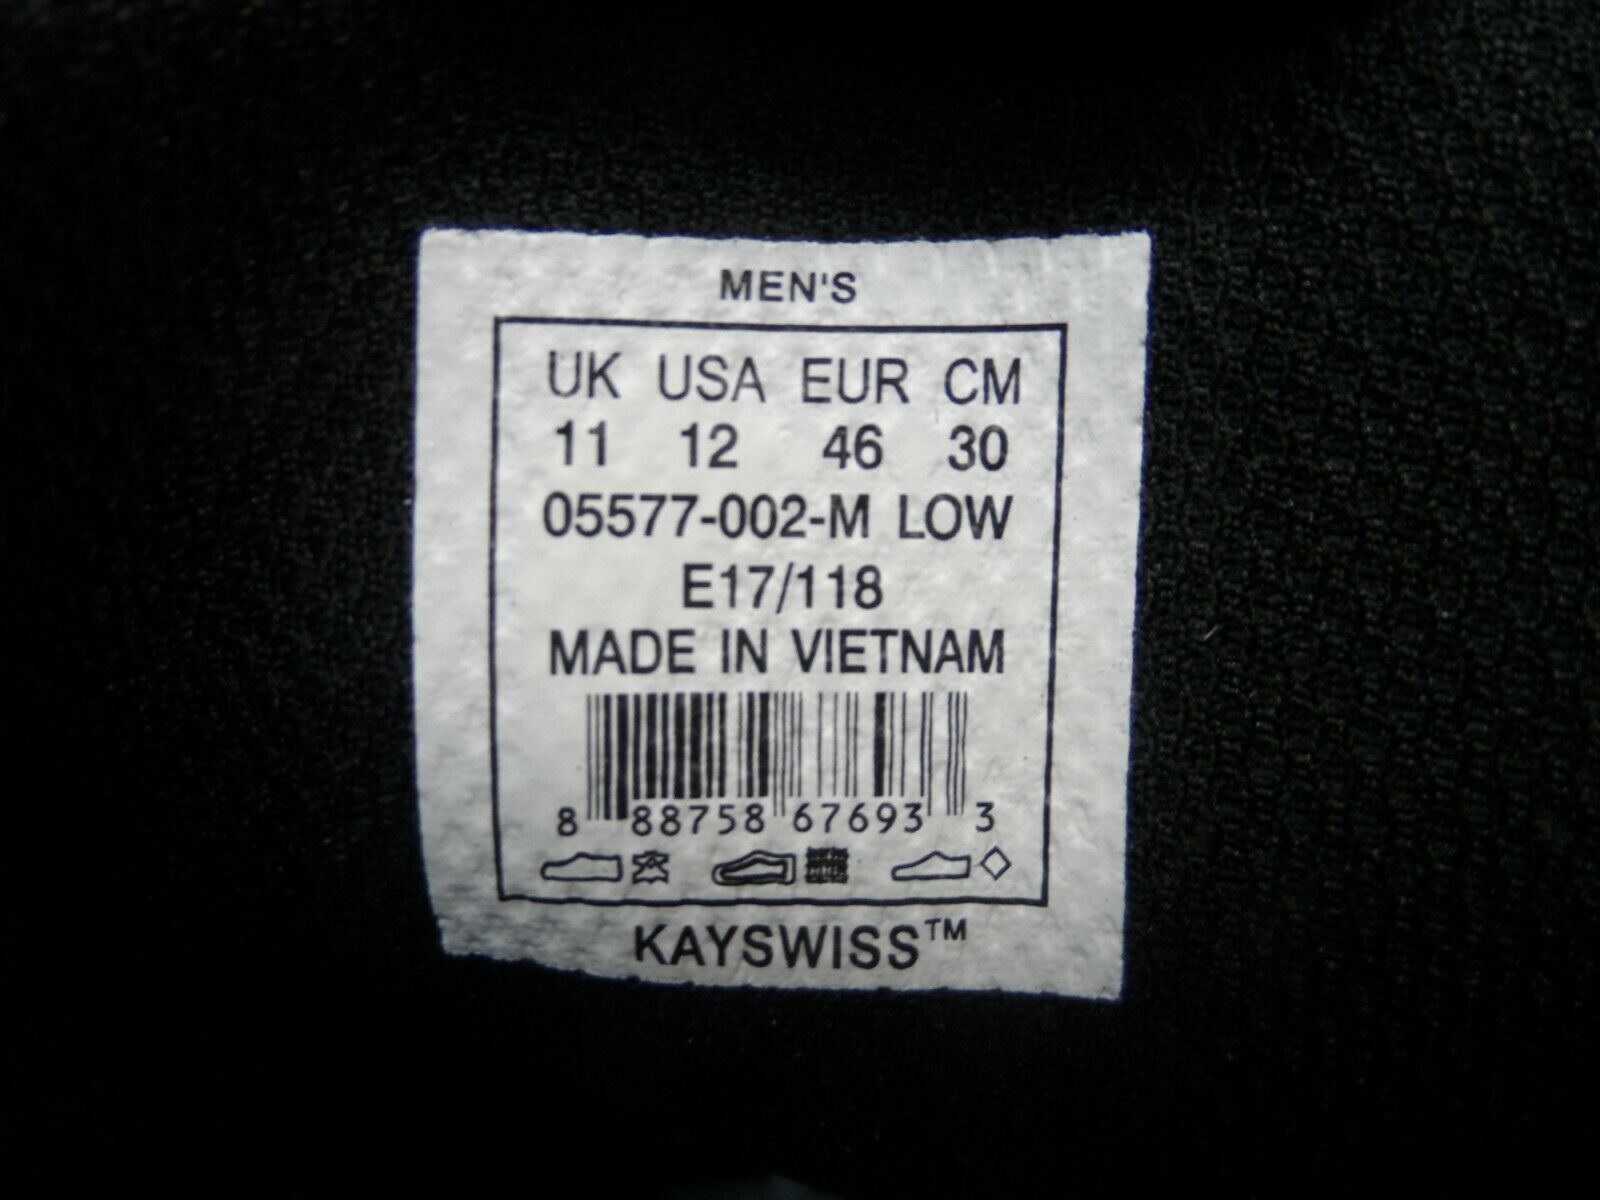 MEN'S
UK USA EUR CM
11 12 46 30
05577-002-M LOW
E17/118
MADE IN VIETNAM
8 88758 67693 3
KAYSWISS™